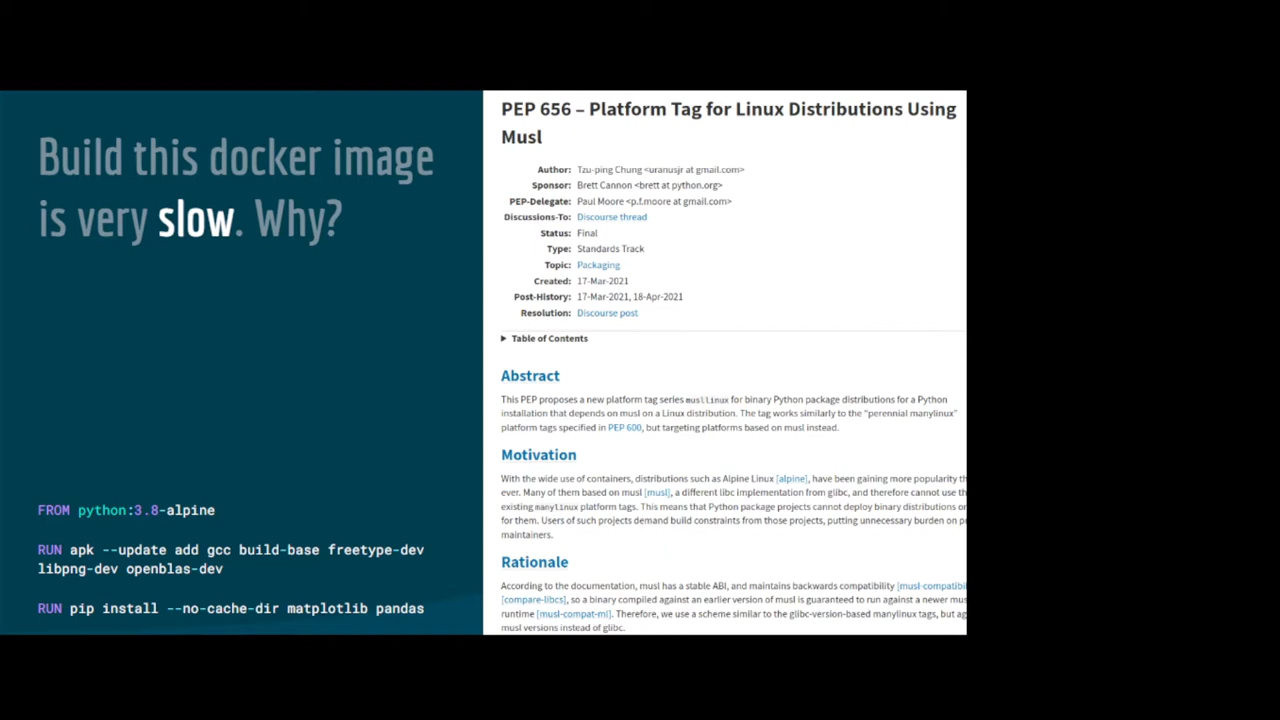 Build this docker image
is very slow. Why?
FROM python:3.8-alpine
RUN apk --update add gcc build-base freetype-dev
libpng-dev openblas-dev
RUN pip install --no-cache-dir matplotlib pandas
PEP 656 – Platform Tag for Linux Distributions Using
Musl
Author: Tzu-ping Chung <uranusjr at gmail.com>
Sponsor: Brett Cannon <brett at python.org>
PEP-Delegate: Paul Moore <p.f.moore at gmail.com>
Discussions-To: Discourse thread
Status: Final
Type: Standards Track
Topic: Packaging
Created: 17-Mar-2021
Post-History: 17-Mar-2021, 18-Apr-2021
Resolution: Discourse post
▶ Table of Contents
Abstract
This PEP proposes a new platform tag series musllinux for binary Python package distributions for a Python
installation that depends on musl on a Linux distribution. The tag works similarly to the “perennial manylinux”
platform tags specified in PEP 600, but targeting platforms based on musl instead.
Motivation
With the wide use of containers, distributions such as Alpine Linux [alpine], have been gaining more popularity th
ever. Many of them based on musl [musl], a different libc implementation from glibc, and therefore cannot use th
existing manylinux platform tags. This means that Python package projects cannot deploy binary distributions on
for them. Users of such projects demand build constraints from those projects, putting unnecessary burden on pr
maintainers.
Rationale
According to the documentation, musl has a stable ABI, and maintains backwards compatibility [musl-compatibil
[compare-libcs], so a binary compiled against an earlier version of musl is guaranteed to run against a newer mus
runtime [musl-compat-ml]. Therefore, we use a scheme similar to the glibc-version-based manylinux tags, but ag
musl versions instead of glibc.